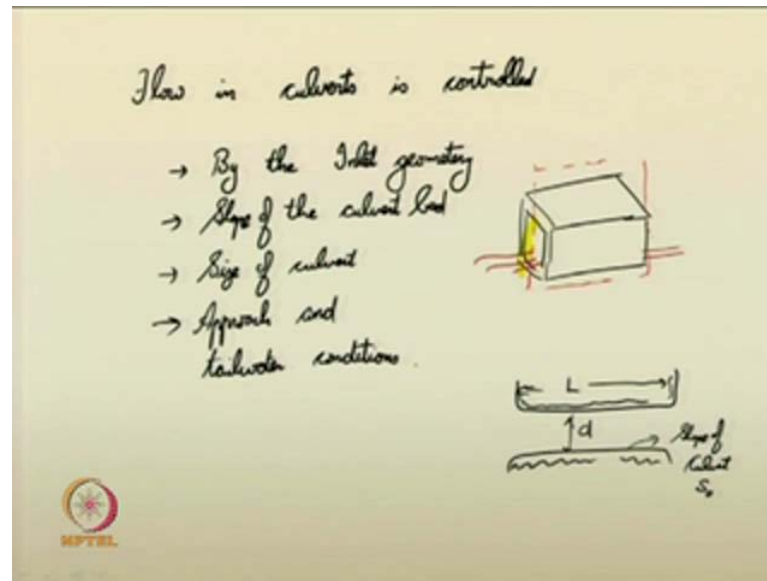 Flow in culverts is controlled
→ By the Inlet geometry
→ Slope of the culvert bed
→ Size of culvert
→ Approach and
tailwater conditions.
L
d
Slope of
culvert
S₀
NPTEL